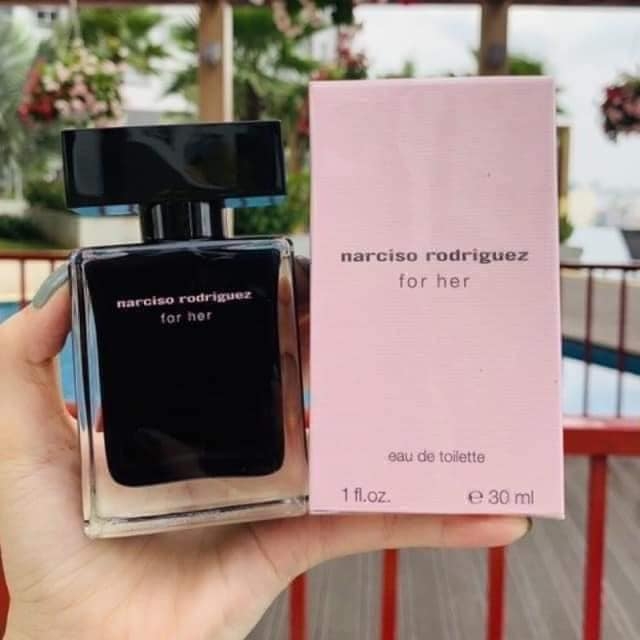 narciso rodriguez
for her
narciso rodriguez
for her
eau de toilette
1 fl.oz. e 30 ml